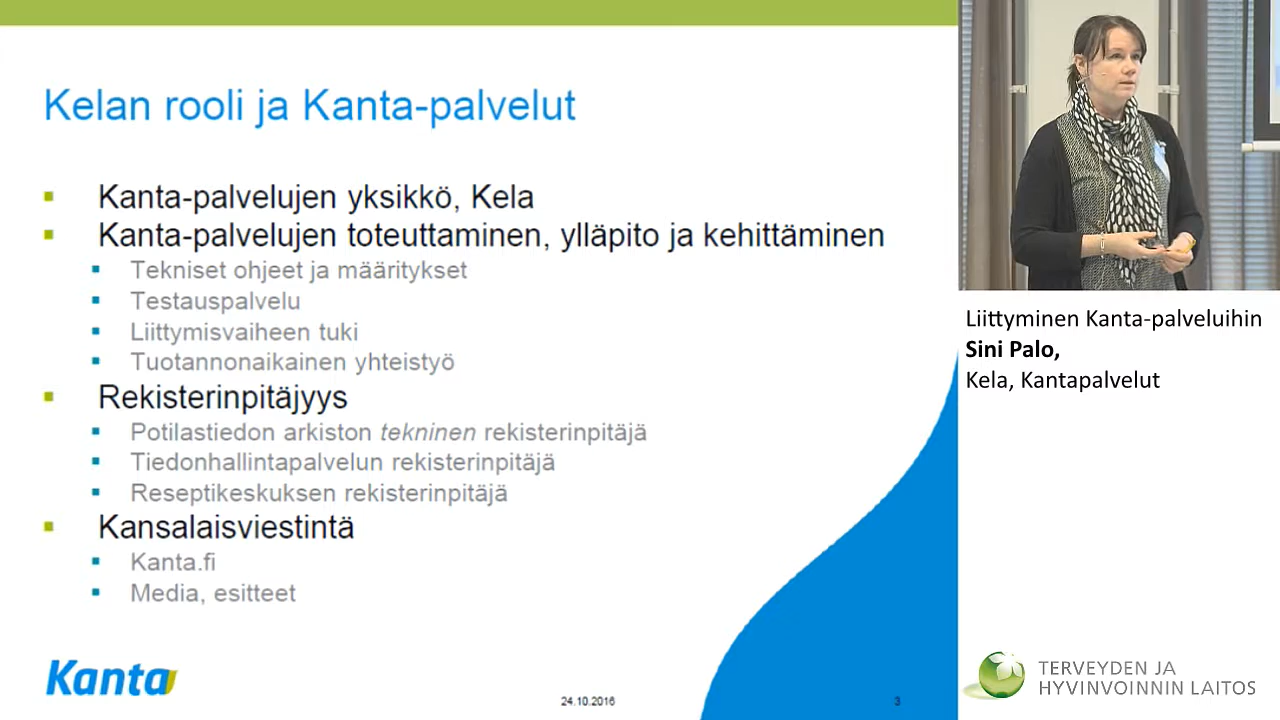 Kelan rooli ja Kanta-palvelut
Kanta-palvelujen yksikkö, Kela
Kanta-palvelujen toteuttaminen, ylläpito ja kehittäminen
Tekniset ohjeet ja määritykset
Testauspalvelu
Liittymisvaiheen tuki
Tuotannonaikainen yhteistyö
Rekisterinpitäjyys
Potilastiedon arkiston tekninen rekisterinpitäjä
Tiedonhallintapalvelun rekisterinpitäjä
Reseptikeskuksen rekisterinpitäjä
Kansalaisviestintä
Kanta.fi
Media, esitteet
Kanta
24.10.2016
3
Liittyminen Kanta-palveluihin
Sini Palo,
Kela, Kantapalvelut
TERVEYDEN JA
HYVINVOINNIN LAITOS